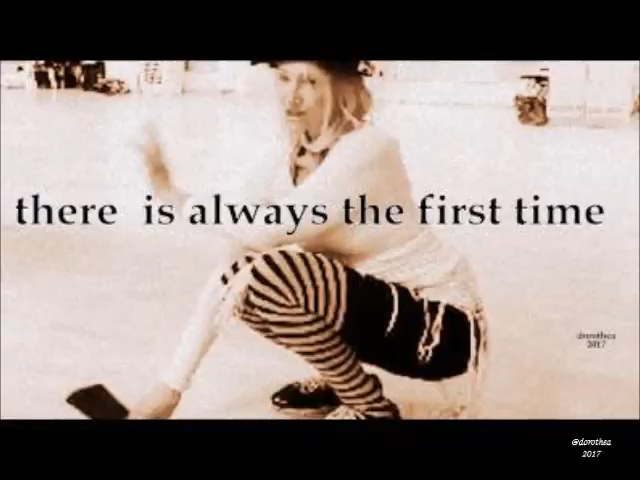 there is always the first time
dorothea
2017
@dorothea
2017